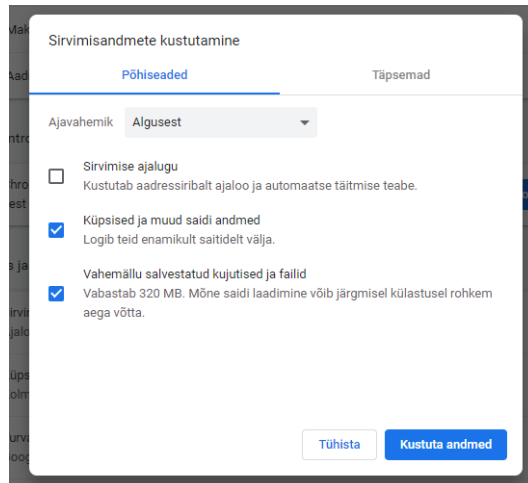 Sirvimisandmete kustutamine
Põhiseaded
Täpsemad
Ajavahemik Algusest
Sirvimise ajalugu
Kustutab aadressiribalt ajaloo ja automaatse täitmise teabe.
Küpsised ja muud saidi andmed
Logib teid enamikult saitidelt välja.
Vahemällu salvestatud kujutised ja failid
Vabastab 320 MB. Mõne saidi laadimine võib järgmisel külastusel rohkem
aega võtta.
Tühista
Kustuta andmed